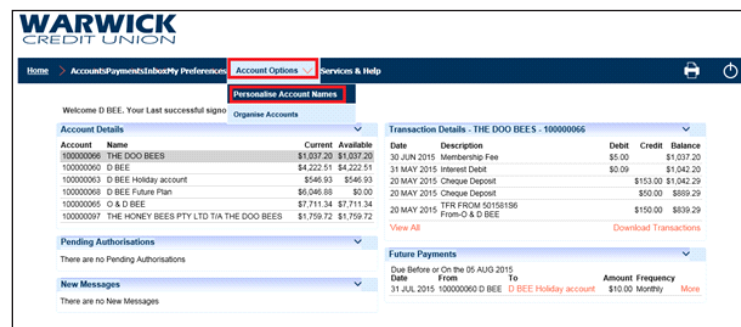 WARWICK
CREDIT UNION
Home > Accounts Payments Inbox My Preferences Account Options Services & Help
Personalise Account Names
Organise Accounts
Welcome D BEE, Your Last successful signo
Account Details
Account Name Current Available
100000066 THE DOO BEES $1,037.20 $1,037.20
100000060 D BEE $4,222.51 $4,222.51
100000063 D BEE Holiday account $546.93 $546.93
100000068 D BEE Future Plan $6,046.88 $0.00
100000065 O & D BEE $7,711.34 $7,711.34
100000097 THE HONEY BEES PTY LTD T/A THE DOO BEES $1,759.72 $1,759.72
Pending Authorisations
There are no Pending Authorisations
New Messages
There are no New Messages
Transaction Details - THE DOO BEES - 100000066
Date Description Debit Credit Balance
30 JUN 2015 Membership Fee $5.00 $1,037.20
31 MAY 2015 Interest Debit $0.09 $1,042.20
20 MAY 2015 Cheque Deposit $153.00 $1,042.29
20 MAY 2015 Cheque Deposit $50.00 $889.29
20 MAY 2015 TFR FROM 501581S6 $150.00 $839.29
From-O & D BEE
View All Download Transactions
Future Payments
Due Before or On the 05 AUG 2015
Date From To Amount Frequency
31 JUL 2015 100000060 D BEE D BEE Holiday account $10.00 Monthly More